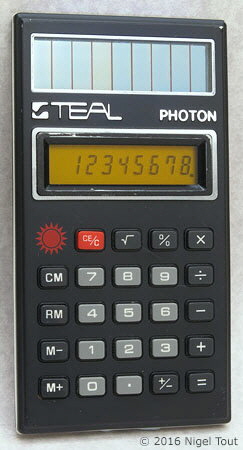 TEAL
PHOTON
12345678.
CE/C √ % ×
CM 7 8 9 ÷
RM 4 5 6 −
M− 1 2 3 +
M+ 0 · +/− =
© 2016 Nigel Tout